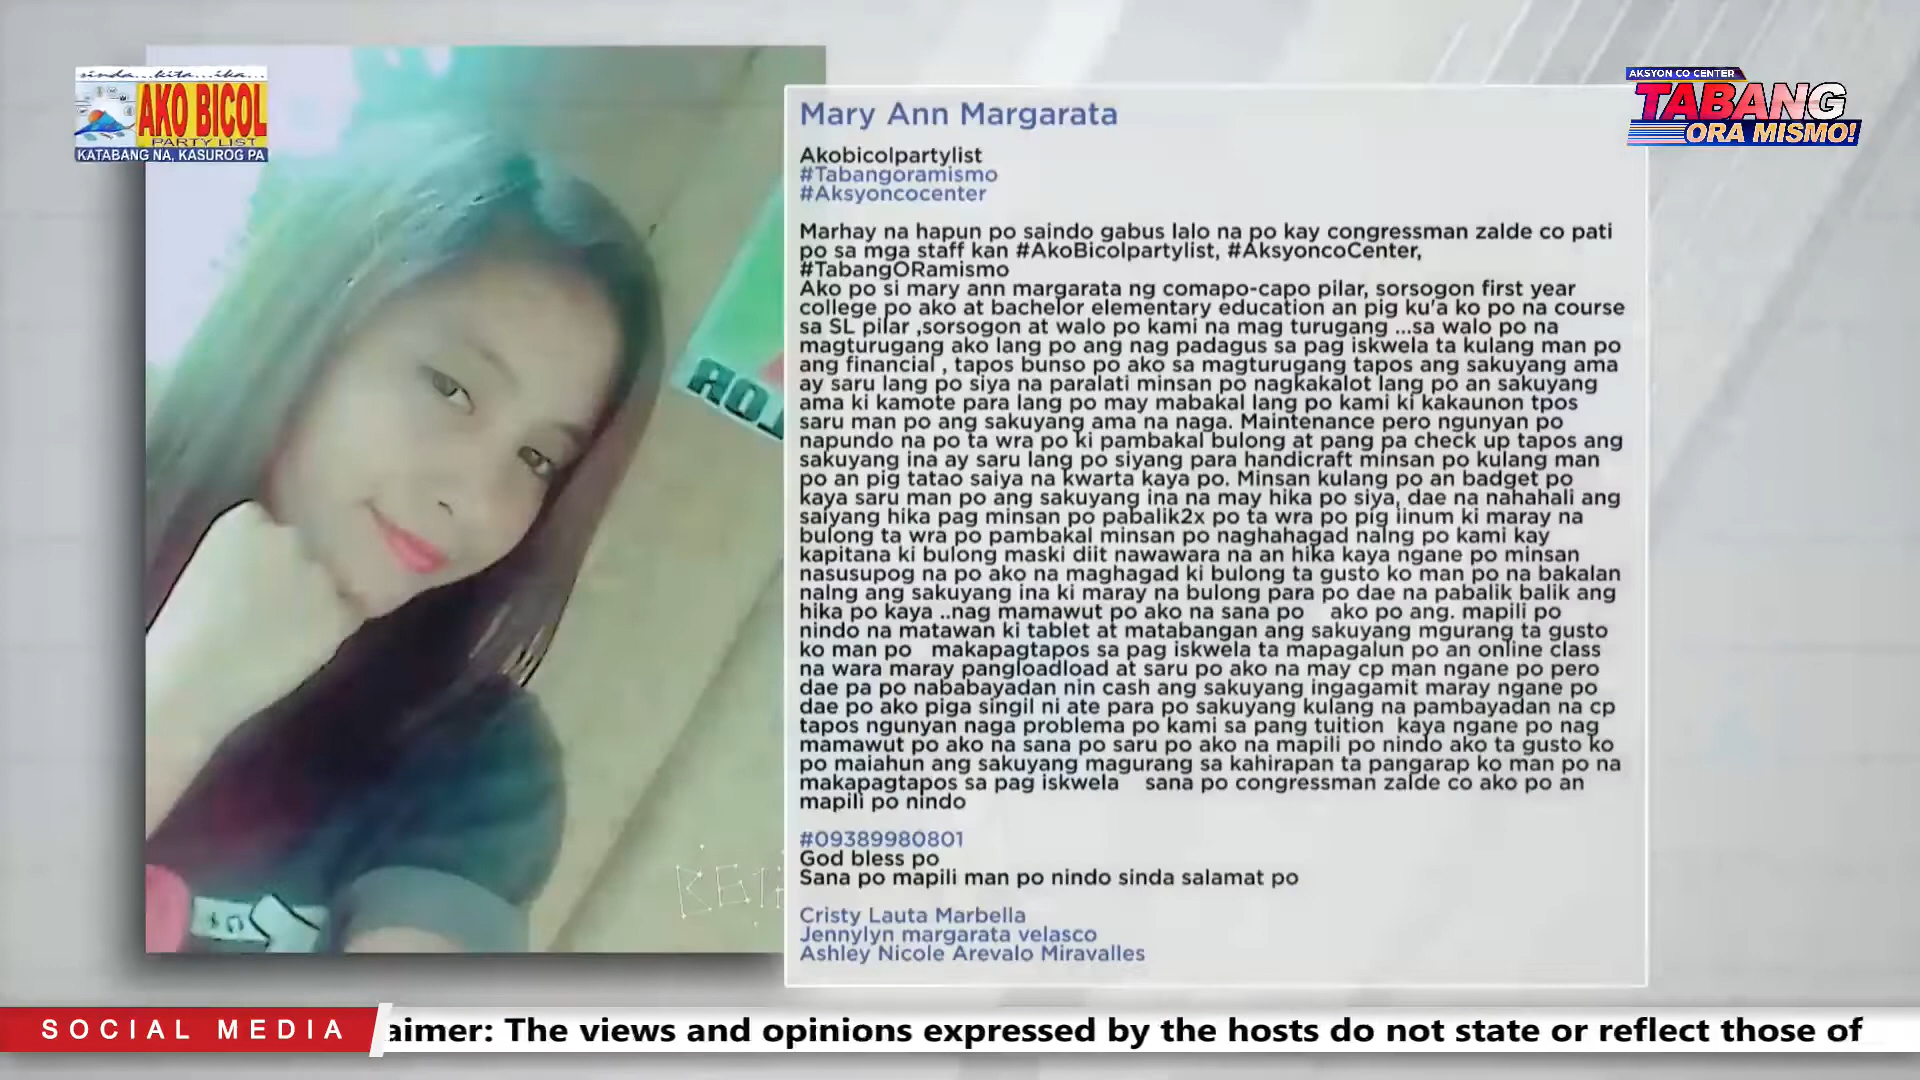 sinda...kita...ika...
AKO BICOL
PARTY LIST
KATABANG NA, KASUROG PA
AKSYON CO CENTER
TABANG
ORA MISMO!
Mary Ann Margarata
Akobicolpartylist
#Tabangoramismo
#Aksyoncocenter
Marhay na hapun po saindo gabus lalo na po kay congressman zalde co pati
po sa mga staff kan #AkoBicolpartylist, #AksyoncoCenter,
#TabangORamismo
Ako po si mary ann margarata ng comapo-capo pilar, sorsogon first year
college po ako at bachelor elementary education an pig ku'a ko po na course
sa SL pilar ,sorsogon at walo po kami na mag turugang ...sa walo po na
magturugang ako lang po ang nag padagus sa pag iskwela ta kulang man po
ang financial , tapos bunso po ako sa magturugang tapos ang sakuyang ama
ay saru lang po siya na paralati minsan po nagkakalot lang po an sakuyang
ama ki kamote para lang po may mabakal lang po kami ki kakaunon tpos
saru man po ang sakuyang ama na naga. Maintenance pero ngunyan po
napundo na po ta wra po ki pambakal bulong at pang pa check up tapos ang
sakuyang ina ay saru lang po siyang para handicraft minsan po kulang man
po an pig tatao saiya na kwarta kaya po. Minsan kulang po an badget po
kaya saru man po ang sakuyang ina na may hika po siya, dae na nahahali ang
saiyang hika pag minsan po pabalik2x po ta wra po pig iinum ki maray na
bulong ta wra po pambakal minsan po naghahagad nalng po kami kay
kapitana ki bulong maski diit nawawara na an hika kaya ngane po minsan
nasusupog na po ako na maghagad ki bulong ta gusto ko man po na bakalan
nalng ang sakuyang ina ki maray na bulong para po dae na pabalik balik ang
hika po kaya ..nag mamawut po ako na sana po ako po ang. mapili po
nindo na matawan ki tablet at matabangan ang sakuyang mgurang ta gusto
ko man po makapagtapos sa pag iskwela ta mapagalun po an online class
na wara maray pangloadload at saru po ako na may cp man ngane po pero
dae pa po nababayadan nin cash ang sakuyang ingagamit maray ngane po
dae po ako piga singil ni ate para po sakuyang kulang na pambayadan na cp
tapos ngunyan naga problema po kami sa pang tuition kaya ngane po nag
mamawut po ako na sana po saru po ako na mapili po nindo ako ta gusto ko
po maiahun ang sakuyang magurang sa kahirapan ta pangarap ko man po na
makapagtapos sa pag iskwela sana po congressman zalde co ako po an
mapili po nindo
#09389980801
God bless po
Sana po mapili man po nindo sinda salamat po
Cristy Lauta Marbella
Jennylyn margarata velasco
Ashley Nicole Arevalo Miravalles
SOCIAL MEDIA
aimer: The views and opinions expressed by the hosts do not state or reflect those of